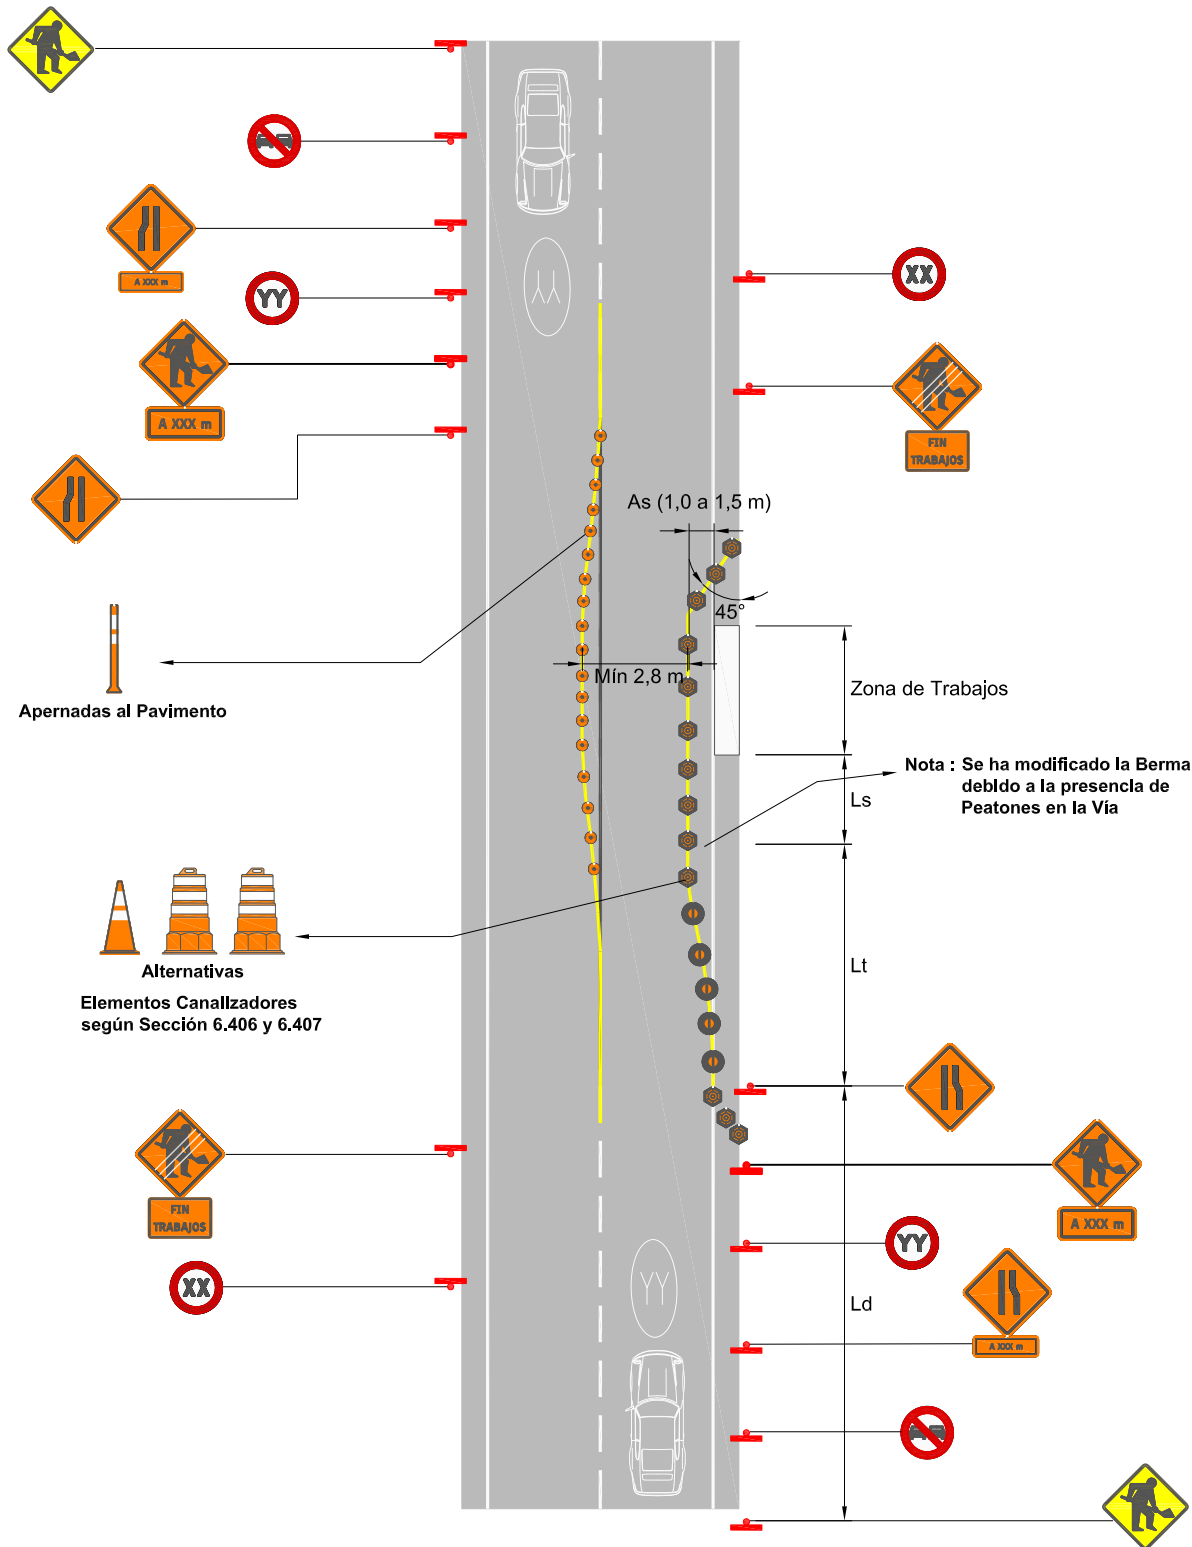 A XXX m
YY
XX
YY
A XXX m
FIN
TRABAJOS
As (1,0 a 1,5 m)
45°
Mín 2,8 m
Zona de Trabajos
Apernadas al Pavimento
Nota : Se ha modificado la Berma
debido a la presencia de
Peatones en la Vía
Ls
Lt
Alternativas
Elementos Canalizadores
según Sección 6.406 y 6.407
FIN
TRABAJOS
XX
A XXX m
YY
YY
Ld
A XXX m